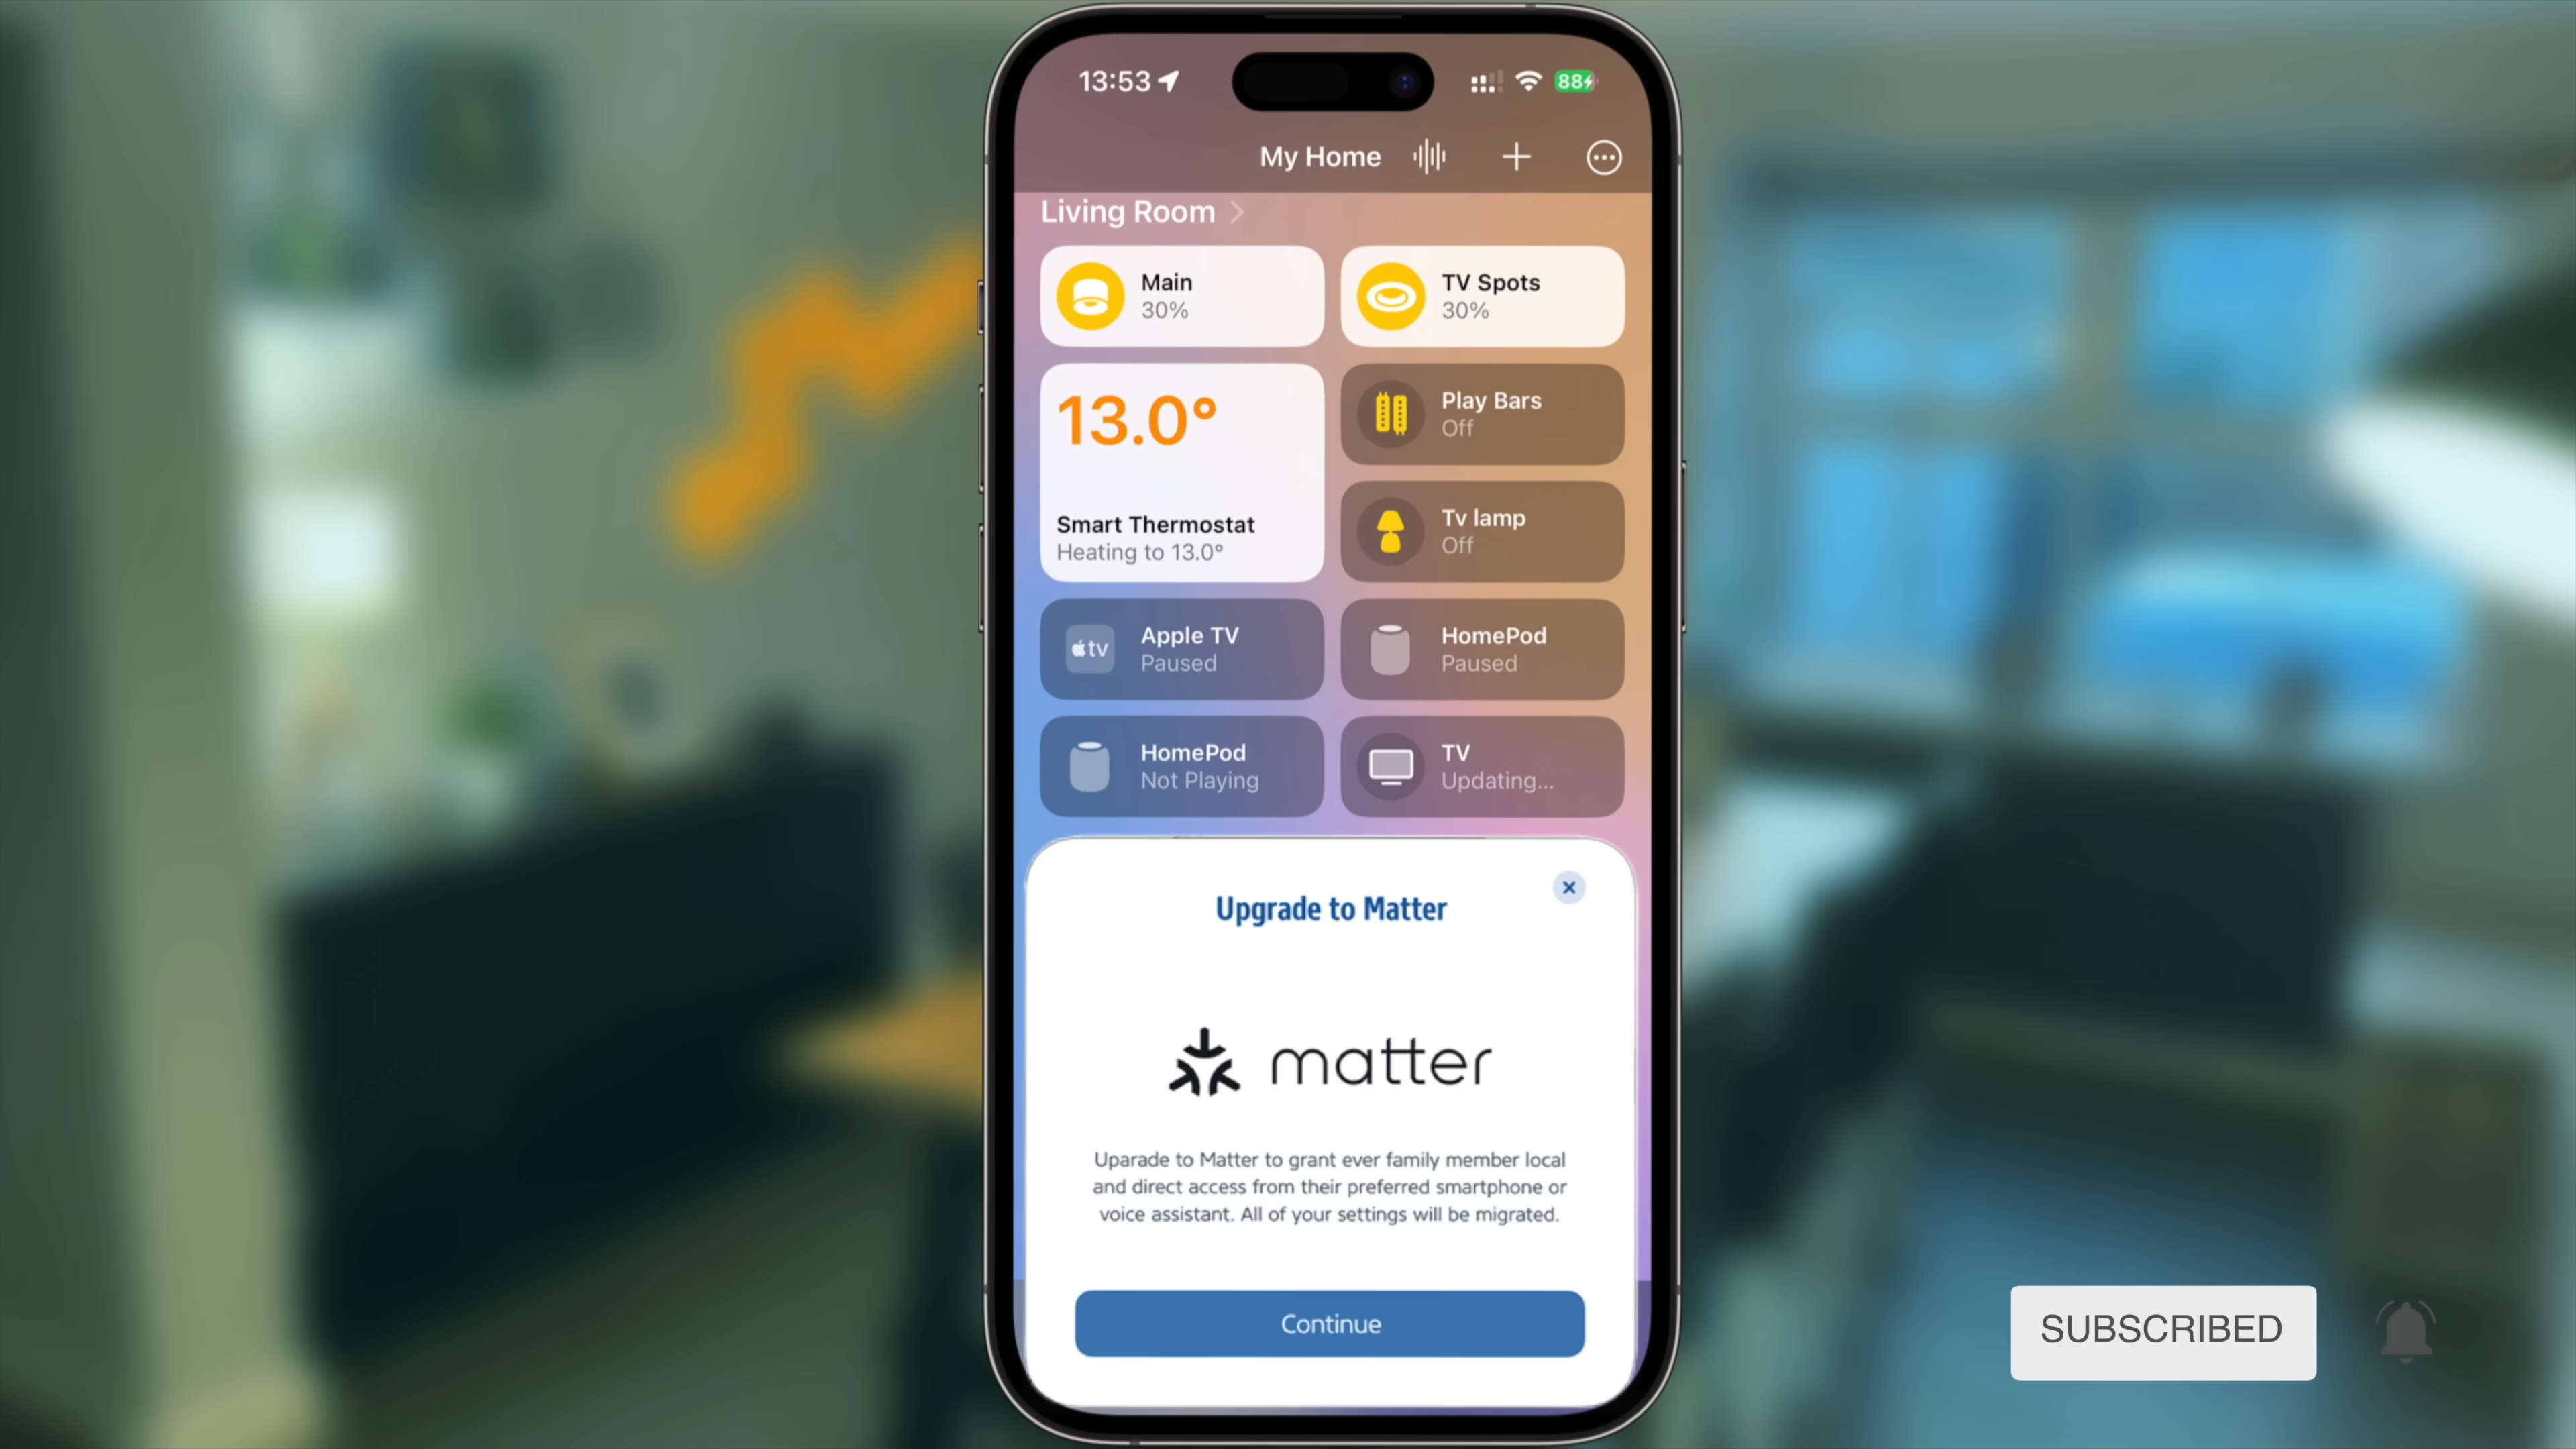 13:53
88
My Home
Living Room
Main
30%
TV Spots
30%
13.0°
Smart Thermostat
Heating to 13.0°
Play Bars
Off
Tv lamp
Off
tv
Apple TV
Paused
HomePod
Paused
HomePod
Not Playing
TV
Updating...
Upgrade to Matter
matter
Uparade to Matter to grant ever family member local
and direct access from their preferred smartphone or
voice assistant. All of your settings will be migrated.
Continue
SUBSCRIBED